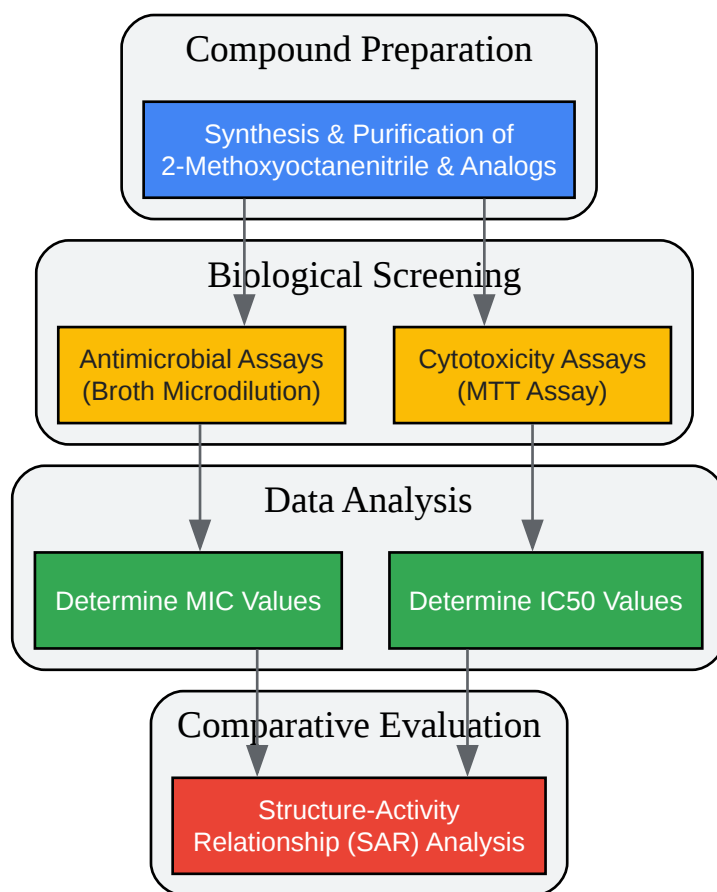 Compound Preparation
Synthesis & Purification of
2-Methoxyoctanenitrile & Analogs
Biological Screening
Antimicrobial Assays
(Broth Microdilution)
Cytotoxicity Assays
(MTT Assay)
Data Analysis
Determine MIC Values
Determine IC50 Values
Comparative Evaluation
Structure-Activity
Relationship (SAR) Analysis